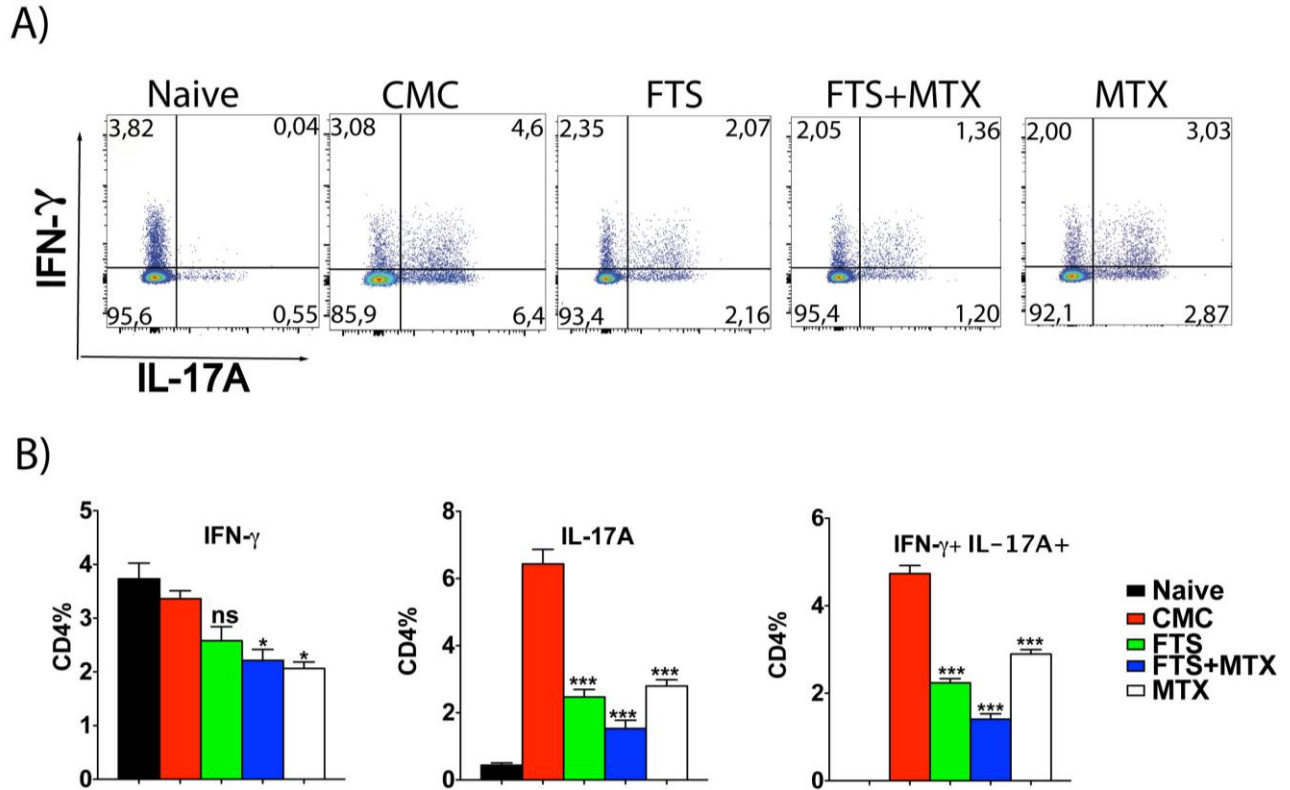 A)
Naive CMC FTS FTS+MTX MTX
3,82 0,04 3,08 4,6 2,35 2,07 2,05 1,36 2,00 3,03
IFN-γ
95,6 0,55 85,9 6,4 93,4 2,16 95,4 1,20 92,1 2,87
IL-17A
B)
IFN-γ
CD4%
5
4
3
2
1
0
ns
*
*
IL-17A
CD4%
8
6
4
2
0
***
***
***
IFN-γ+ IL-17A+
CD4%
6
4
2
0
***
***
***
Naive
CMC
FTS
FTS+MTX
MTX